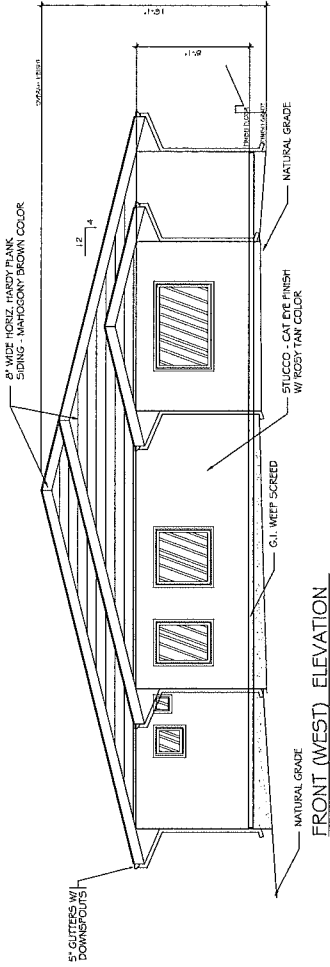 8" WIDE HORIZ. HARDY PLANK
SIDING - MAHOGONY BROWN COLOR
12
4
5" GUTTERS W/
DOWNSPOUTS
NATURAL GRADE
STUCCO - CAT EYE FINISH
W/ 'ROSY TAN' COLOR
G.I. WEEP SCREED
NATURAL GRADE
FRONT (WEST) ELEVATION